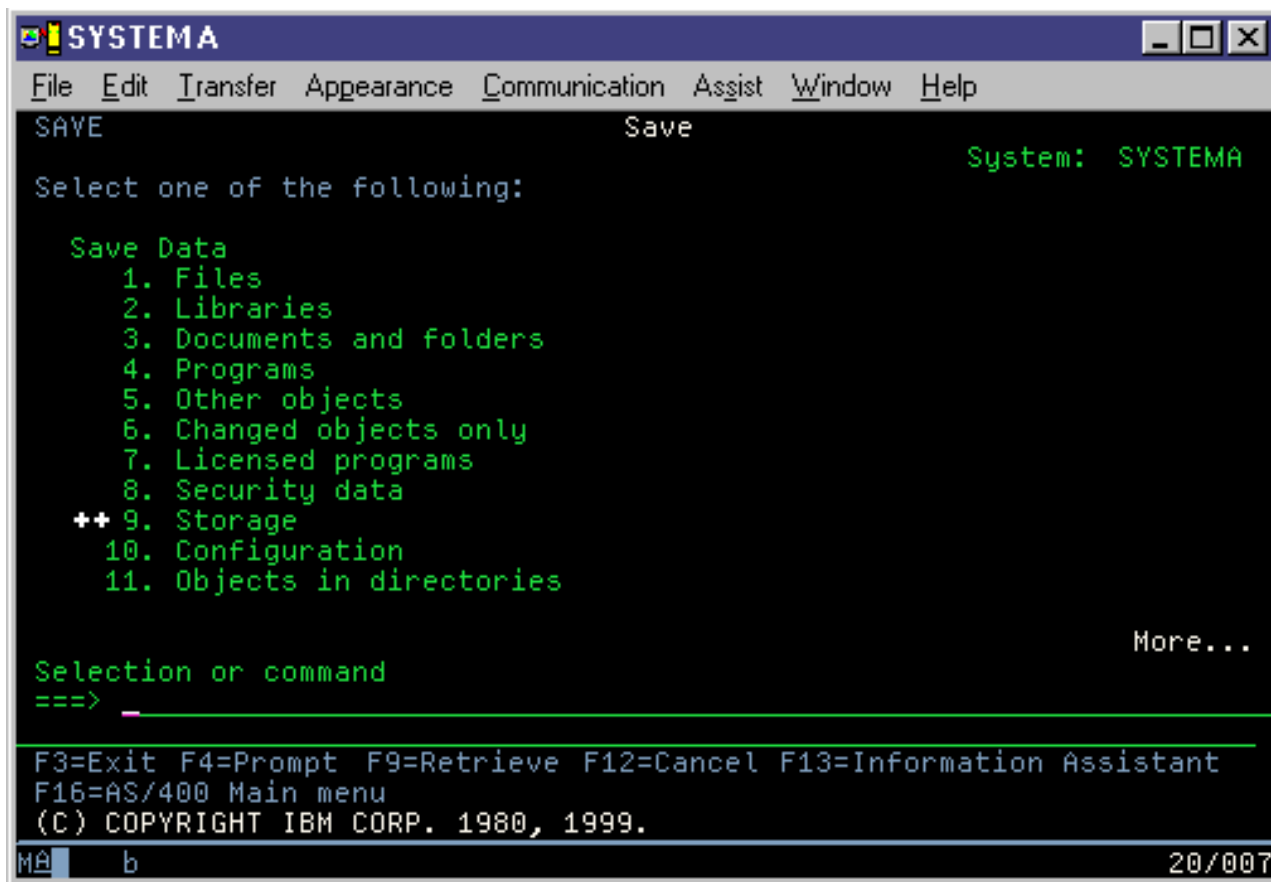 SYSTEMA
File Edit Transfer Appearance Communication Assist Window Help
SAVE Save
System: SYSTEMA
Select one of the following:
Save Data
1. Files
2. Libraries
3. Documents and folders
4. Programs
5. Other objects
6. Changed objects only
7. Licensed programs
8. Security data
++ 9. Storage
10. Configuration
11. Objects in directories
More...
Selection or command
===> _
F3=Exit F4=Prompt F9=Retrieve F12=Cancel F13=Information Assistant
F16=AS/400 Main menu
(C) COPYRIGHT IBM CORP. 1980, 1999.
MA b 20/007